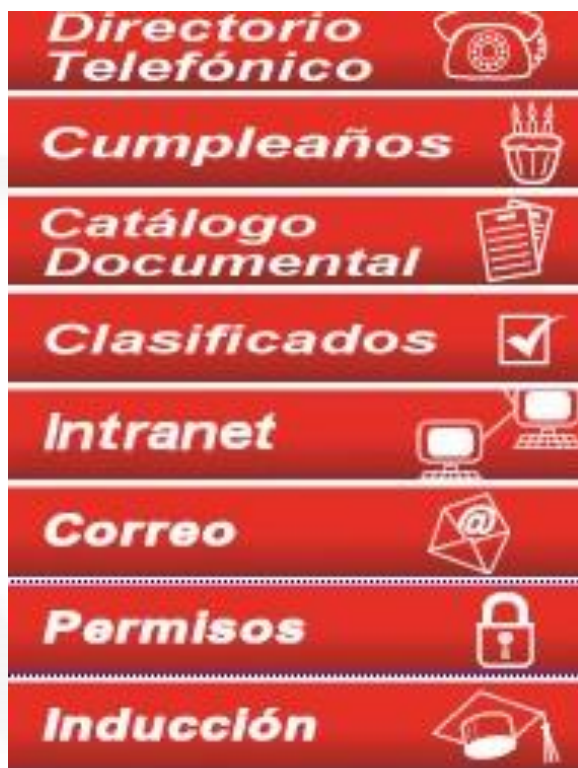 Directorio
Telefónico
Cumpleaños
Catálogo
Documental
Clasificados
Intranet
Correo
@
Permisos
Inducción